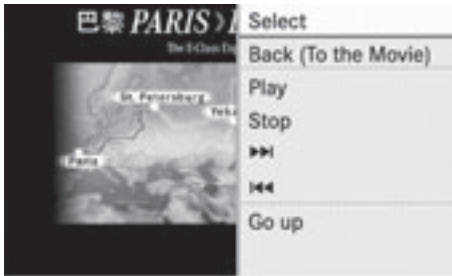 巴黎 PARIS
The E-Class
St. Petersburg
Paris
Select
Back (To the Movie)
Play
Stop
Go up